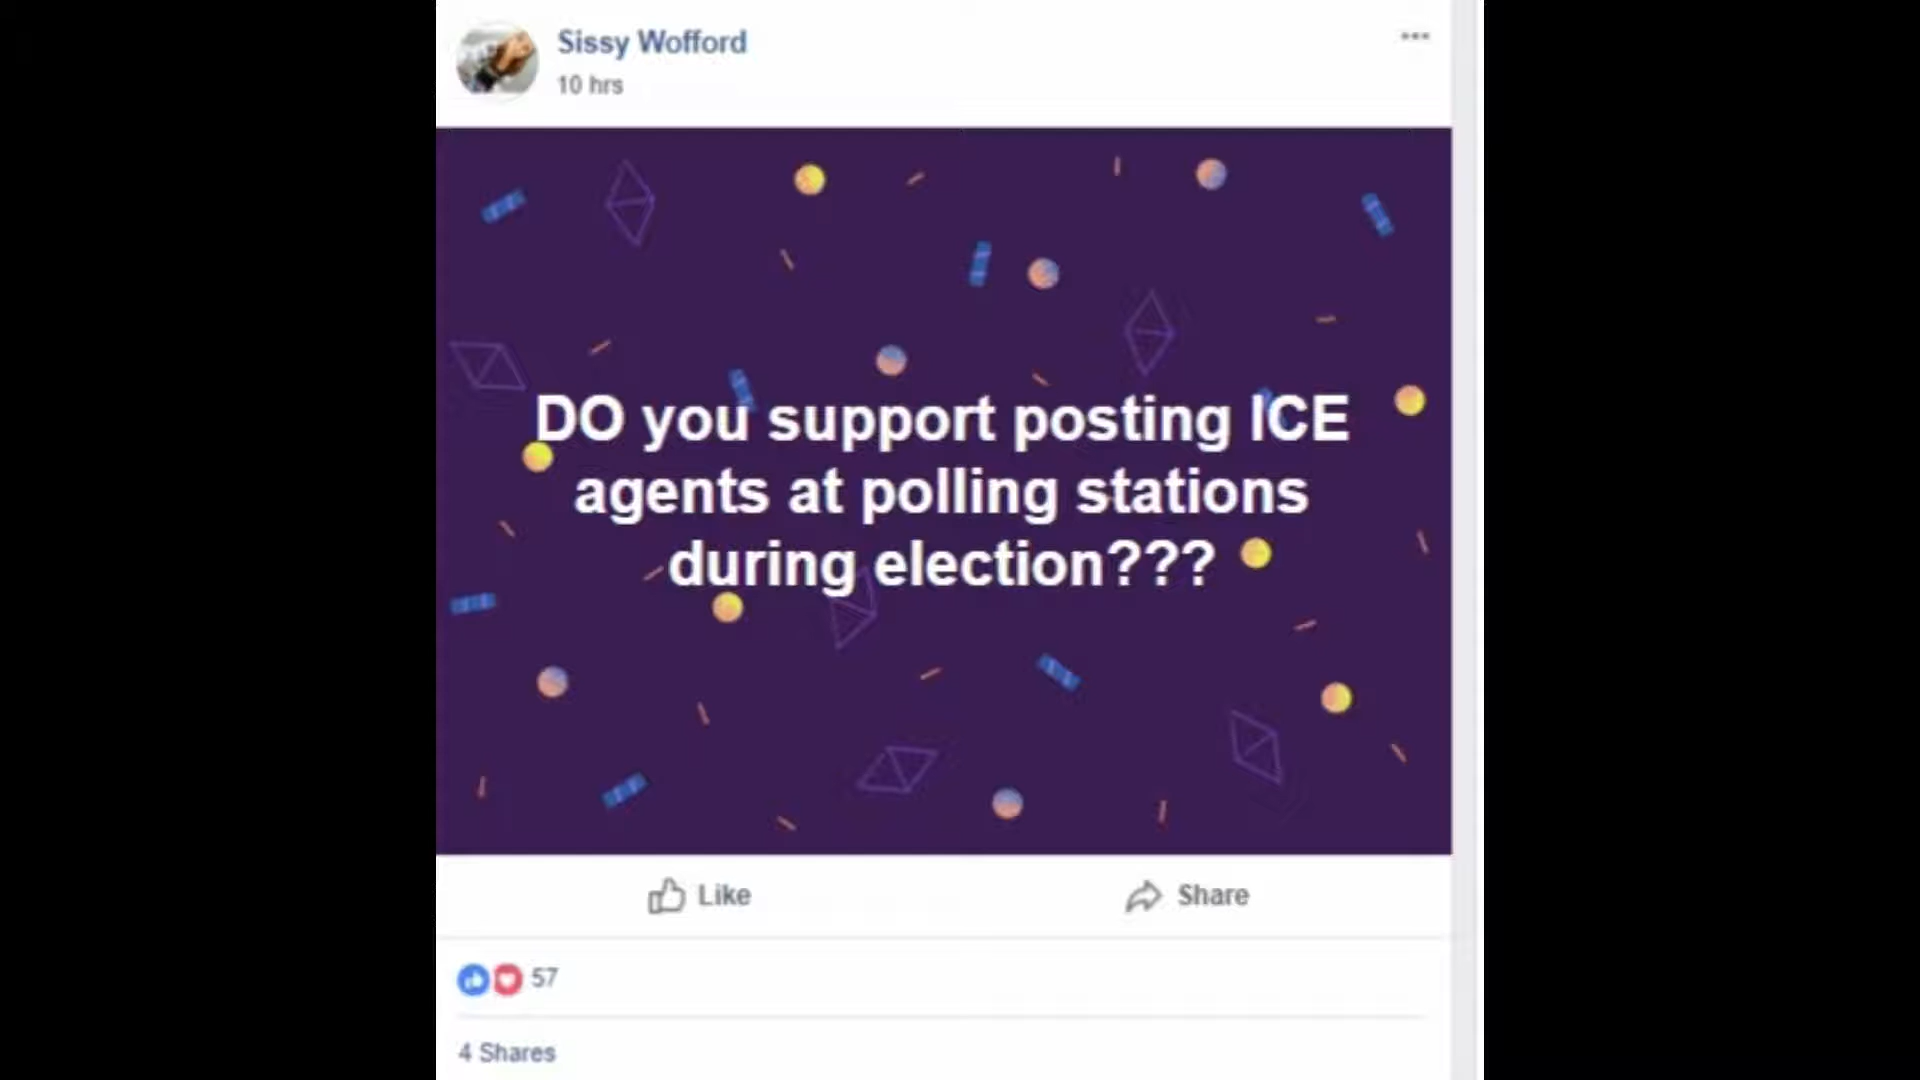 Sissy Wofford
10 hrs
DO you support posting ICE
agents at polling stations
during election???
Like
Share
57
4 Shares